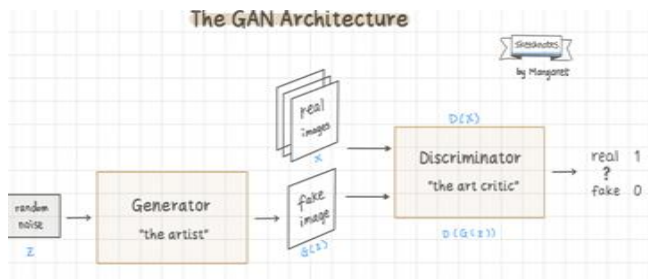 The GAN Architecture
sketchnotes
by Margaret
real
images
X
D(X)
Discriminator
"the art critic"
D(G(Z))
real 1
?
fake 0
random
noise
Z
Generator
"the artist"
fake
image
G(Z)